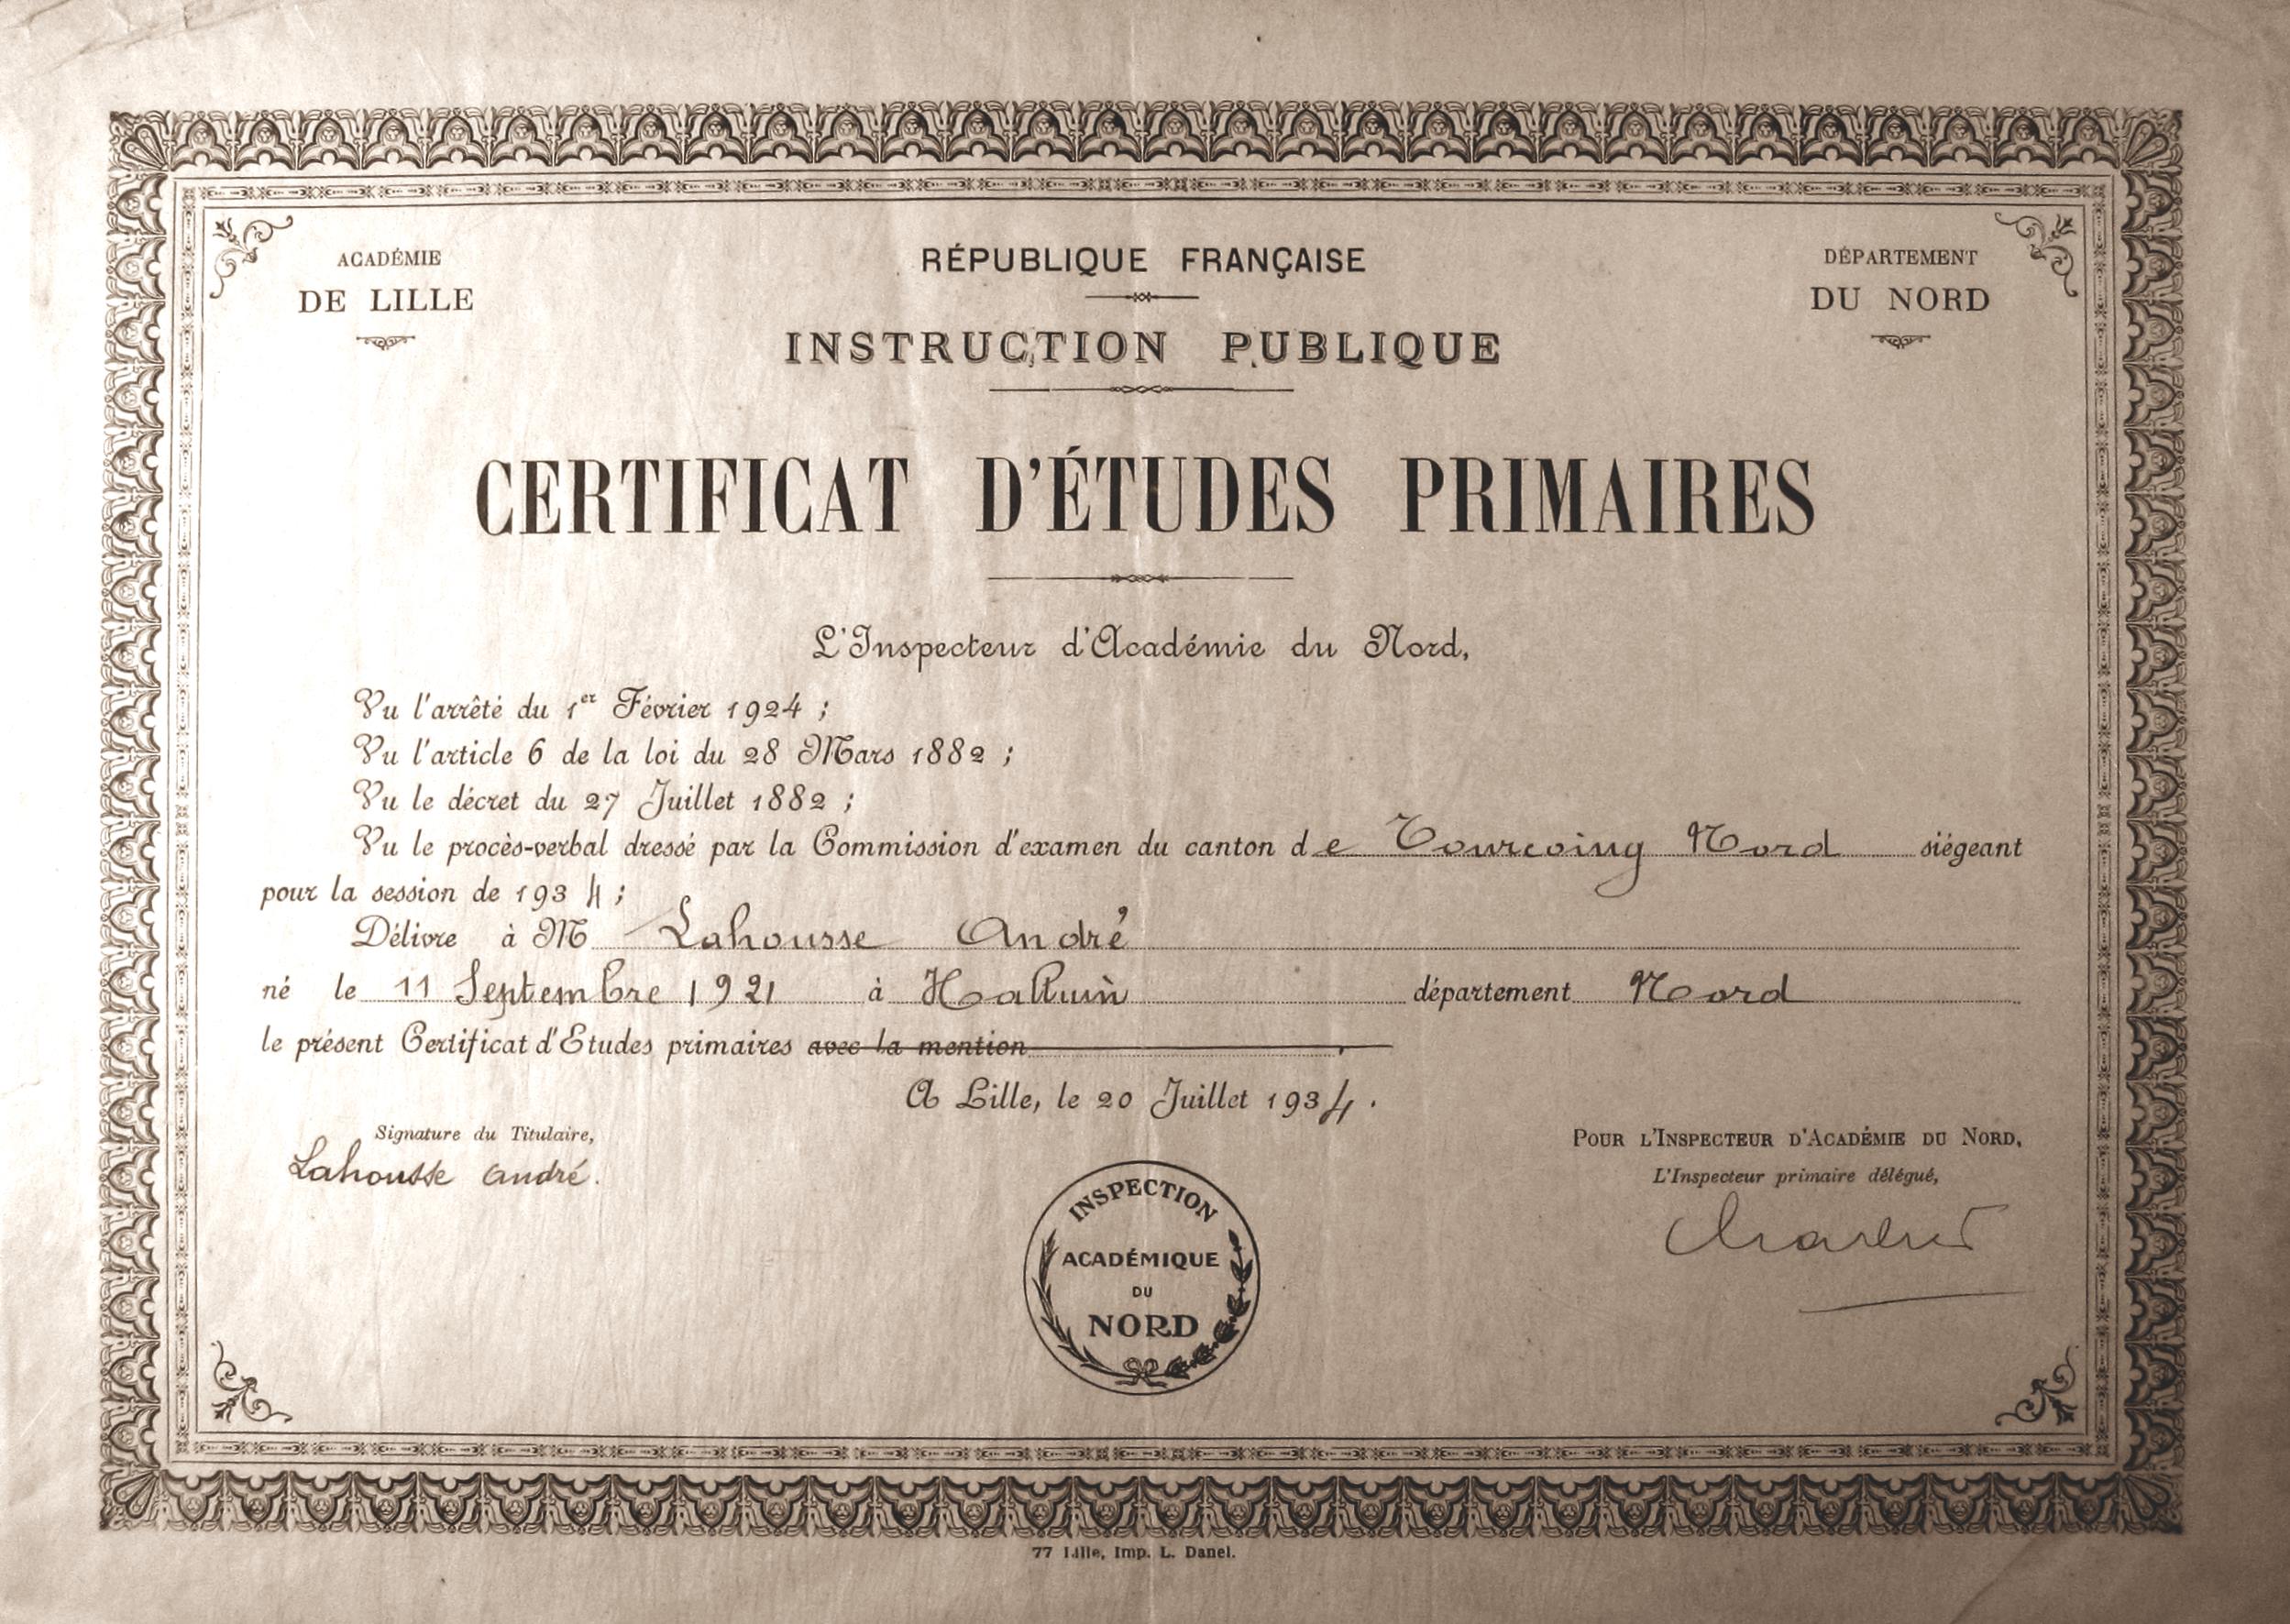 ACADÉMIE
DE LILLE
RÉPUBLIQUE FRANÇAISE
INSTRUCTION PUBLIQUE
DÉPARTEMENT
DU NORD
CERTIFICAT D'ÉTUDES PRIMAIRES
L'Inspecteur d'Académie du Nord,
Vu l'arrêté du 1er Février 1924 ;
Vu l'article 6 de la loi du 28 Mars 1882 ;
Vu le décret du 27 Juillet 1882 ;
Vu le procès-verbal dressé par la Commission d'examen du canton de Tourcoing Nord siégeant
pour la session de 1934 ;
Délivre à M Lahousse André
né le 11 Septembre 1921 à Halluin département Nord
le présent Certificat d'Etudes primaires avec la mention
A Lille, le 20 Juillet 1934.
Signature du Titulaire,
Lahousse André.
POUR L'INSPECTEUR D'ACADÉMIE DU NORD,
L'Inspecteur primaire délégué,
INSPECTION
ACADÉMIQUE
DU
NORD
77 Lille, Imp. L. Danel.